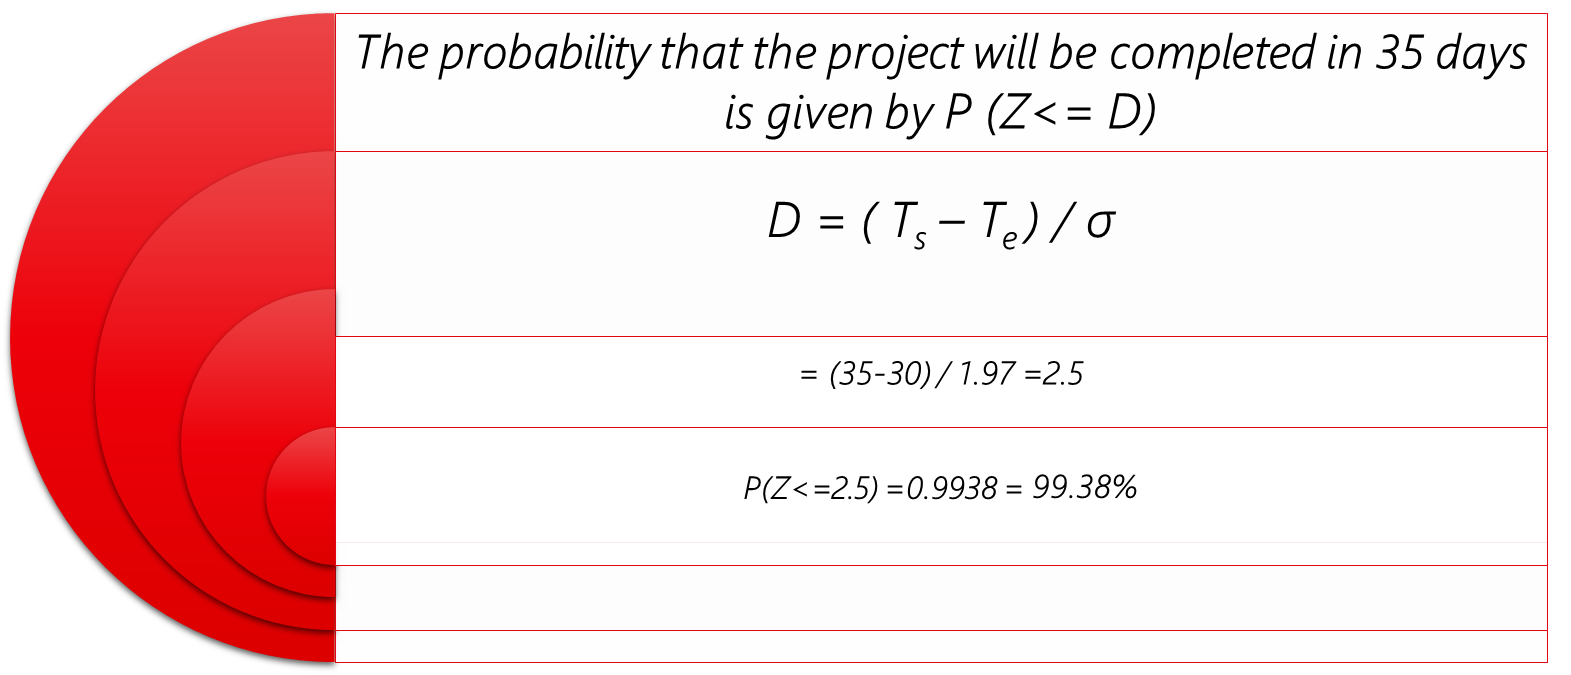 The probability that the project will be completed in 35 days
is given by P (Z<= D)
D = ( Ts – Te ) / σ
= (35-30) / 1.97 =2.5
P(Z<=2.5) =0.9938 = 99.38%